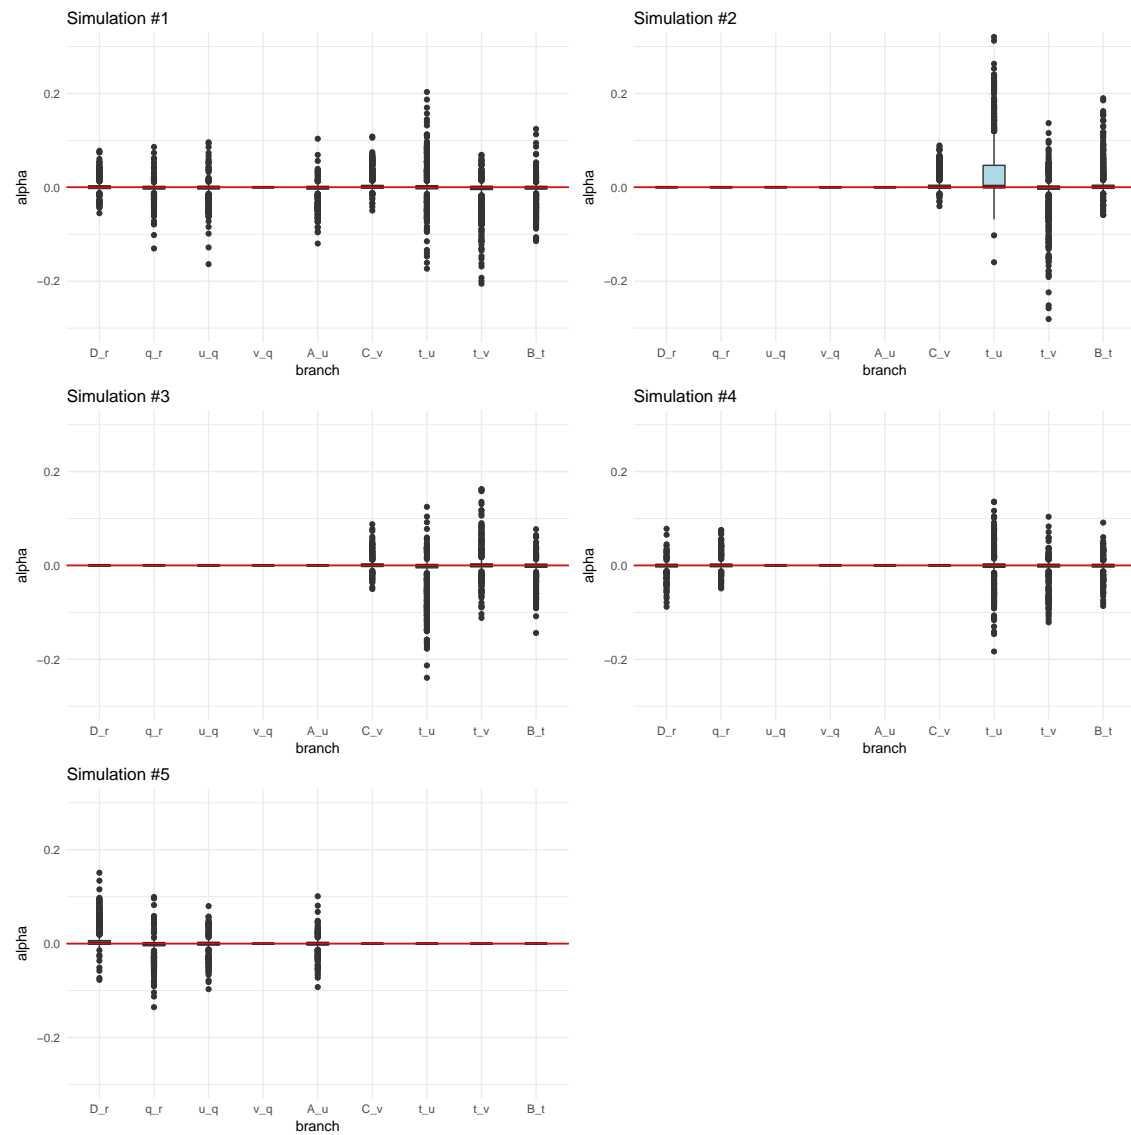 Simulation #1
alpha
0.2
0.0
−0.2
D_r q_r u_q v_q A_u C_v t_u t_v B_t
branch
Simulation #2
alpha
0.2
0.0
−0.2
D_r q_r u_q v_q A_u C_v t_u t_v B_t
branch
Simulation #3
alpha
0.2
0.0
−0.2
D_r q_r u_q v_q A_u C_v t_u t_v B_t
branch
Simulation #4
alpha
0.2
0.0
−0.2
D_r q_r u_q v_q A_u C_v t_u t_v B_t
branch
Simulation #5
alpha
0.2
0.0
−0.2
D_r q_r u_q v_q A_u C_v t_u t_v B_t
branch